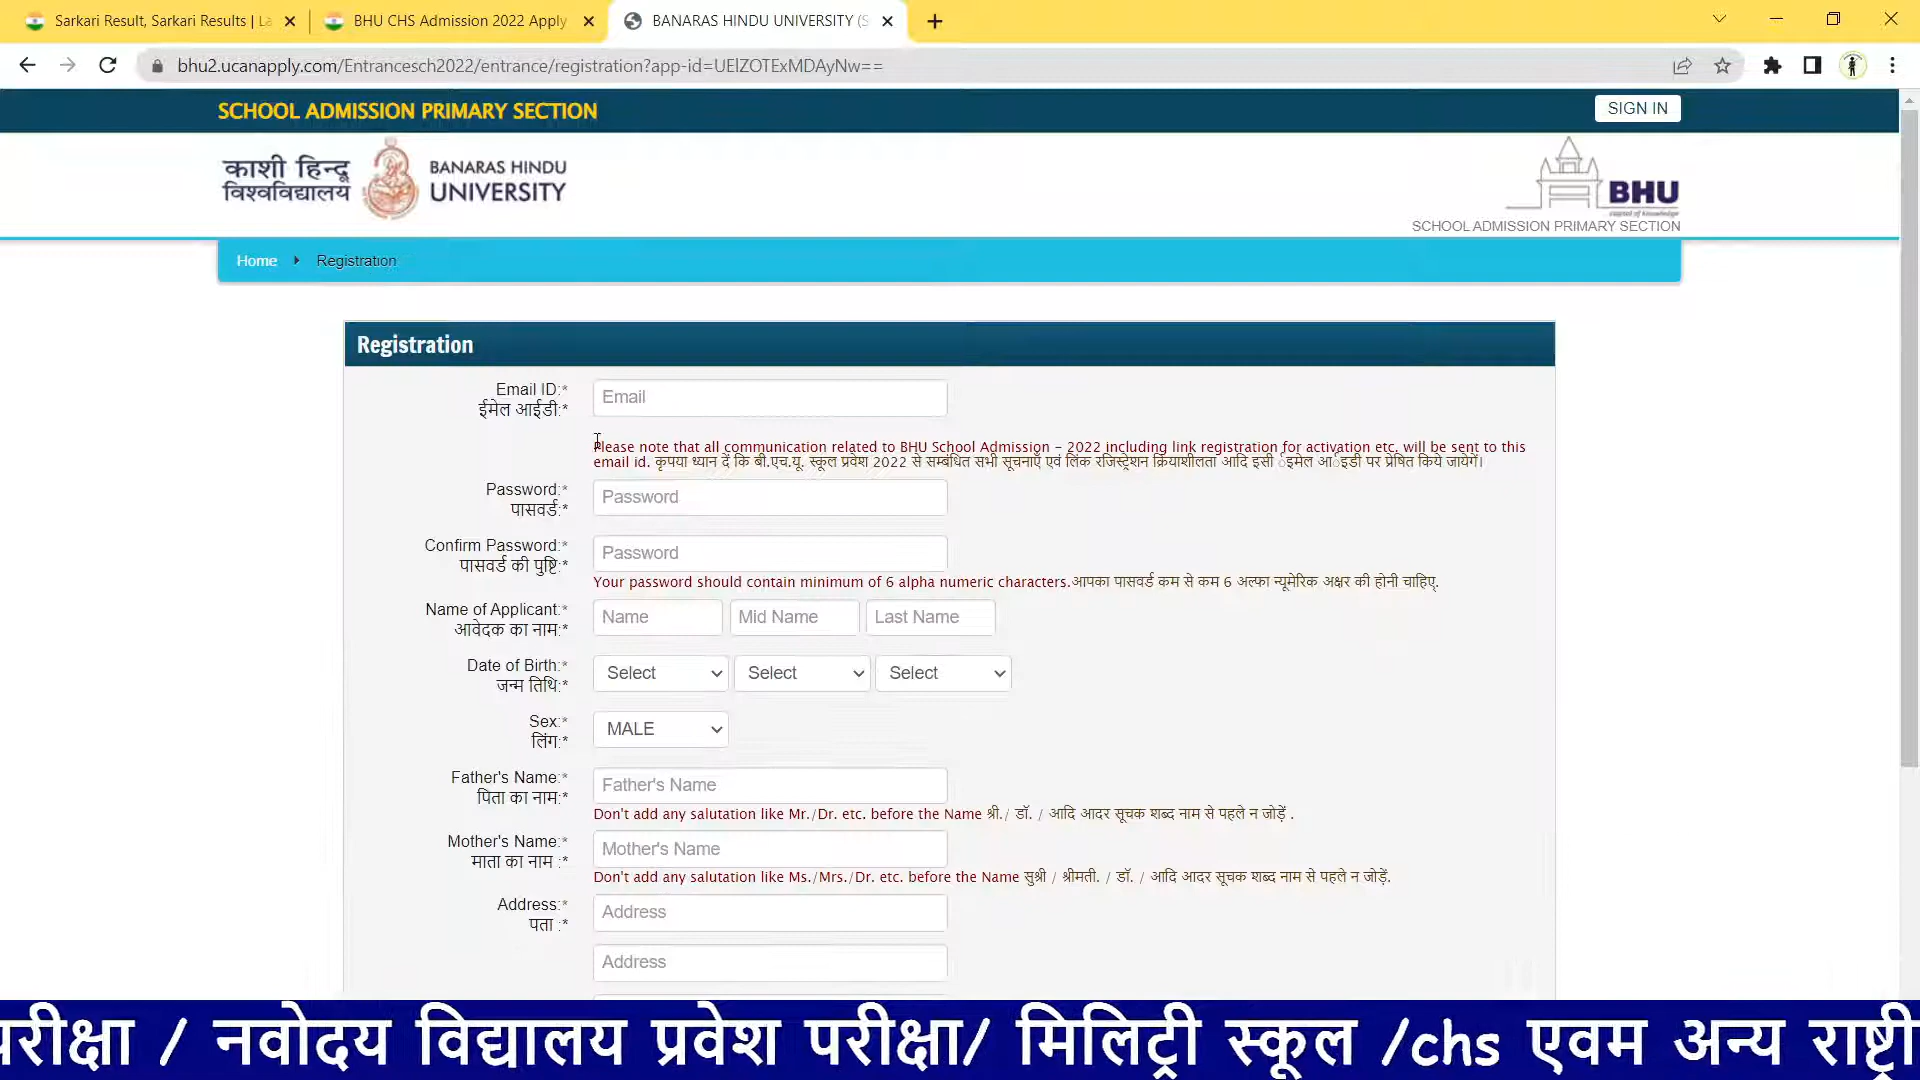 Sarkari Result, Sarkari Results | La
BHU CHS Admission 2022 Apply
BANARAS HINDU UNIVERSITY (S
bhu2.ucanapply.com/Entrancesch2022/entrance/registration?app-id=UElZOTExMDAyNw==
SCHOOL ADMISSION PRIMARY SECTION
SIGN IN
काशी हिन्दू
विश्वविद्यालय
BANARAS HINDU
UNIVERSITY
BHU
SCHOOL ADMISSION PRIMARY SECTION
Home
Registration
Registration
Email ID:*
ईमेल आईडी:*
Email
Please note that all communication related to BHU School Admission - 2022 including link registration for activation etc. will be sent to this
email id. कृपया ध्यान दें कि बी.एच.यू. स्कूल प्रवेश 2022 से सम्बंधित सभी सूचनाएँ एवं लिंक रजिस्ट्रेशन क्रियाशीलता आदि इसी र्इमेल आर्इडी पर प्रेषित किये जायेगें।
Password:*
पासवर्ड:*
Password
Confirm Password:*
पासवर्ड की पुष्टि:*
Password
Your password should contain minimum of 6 alpha numeric characters.आपका पासवर्ड कम से कम 6 अल्फा न्यूमेरिक अक्षर की होनी चाहिए.
Name of Applicant:*
आवेदक का नाम:*
Name
Mid Name
Last Name
Date of Birth:*
जन्म तिथि:*
Select
Select
Select
Sex:*
लिंग:*
MALE
Father's Name:*
पिता का नाम:*
Father's Name
Don't add any salutation like Mr./Dr. etc. before the Name श्री./ डॉ. / आदि आदर सूचक शब्द नाम से पहले न जोड़ें .
Mother's Name:*
माता का नाम :*
Mother's Name
Don't add any salutation like Ms./Mrs./Dr. etc. before the Name सुश्री / श्रीमती. / डॉ. / आदि आदर सूचक शब्द नाम से पहले न जोड़ें.
Address:*
पता :*
Address
Address
परीक्षा / नवोदय विद्यालय प्रवेश परीक्षा/ मिलिट्री स्कूल /chs एवम अन्य राष्ट्री